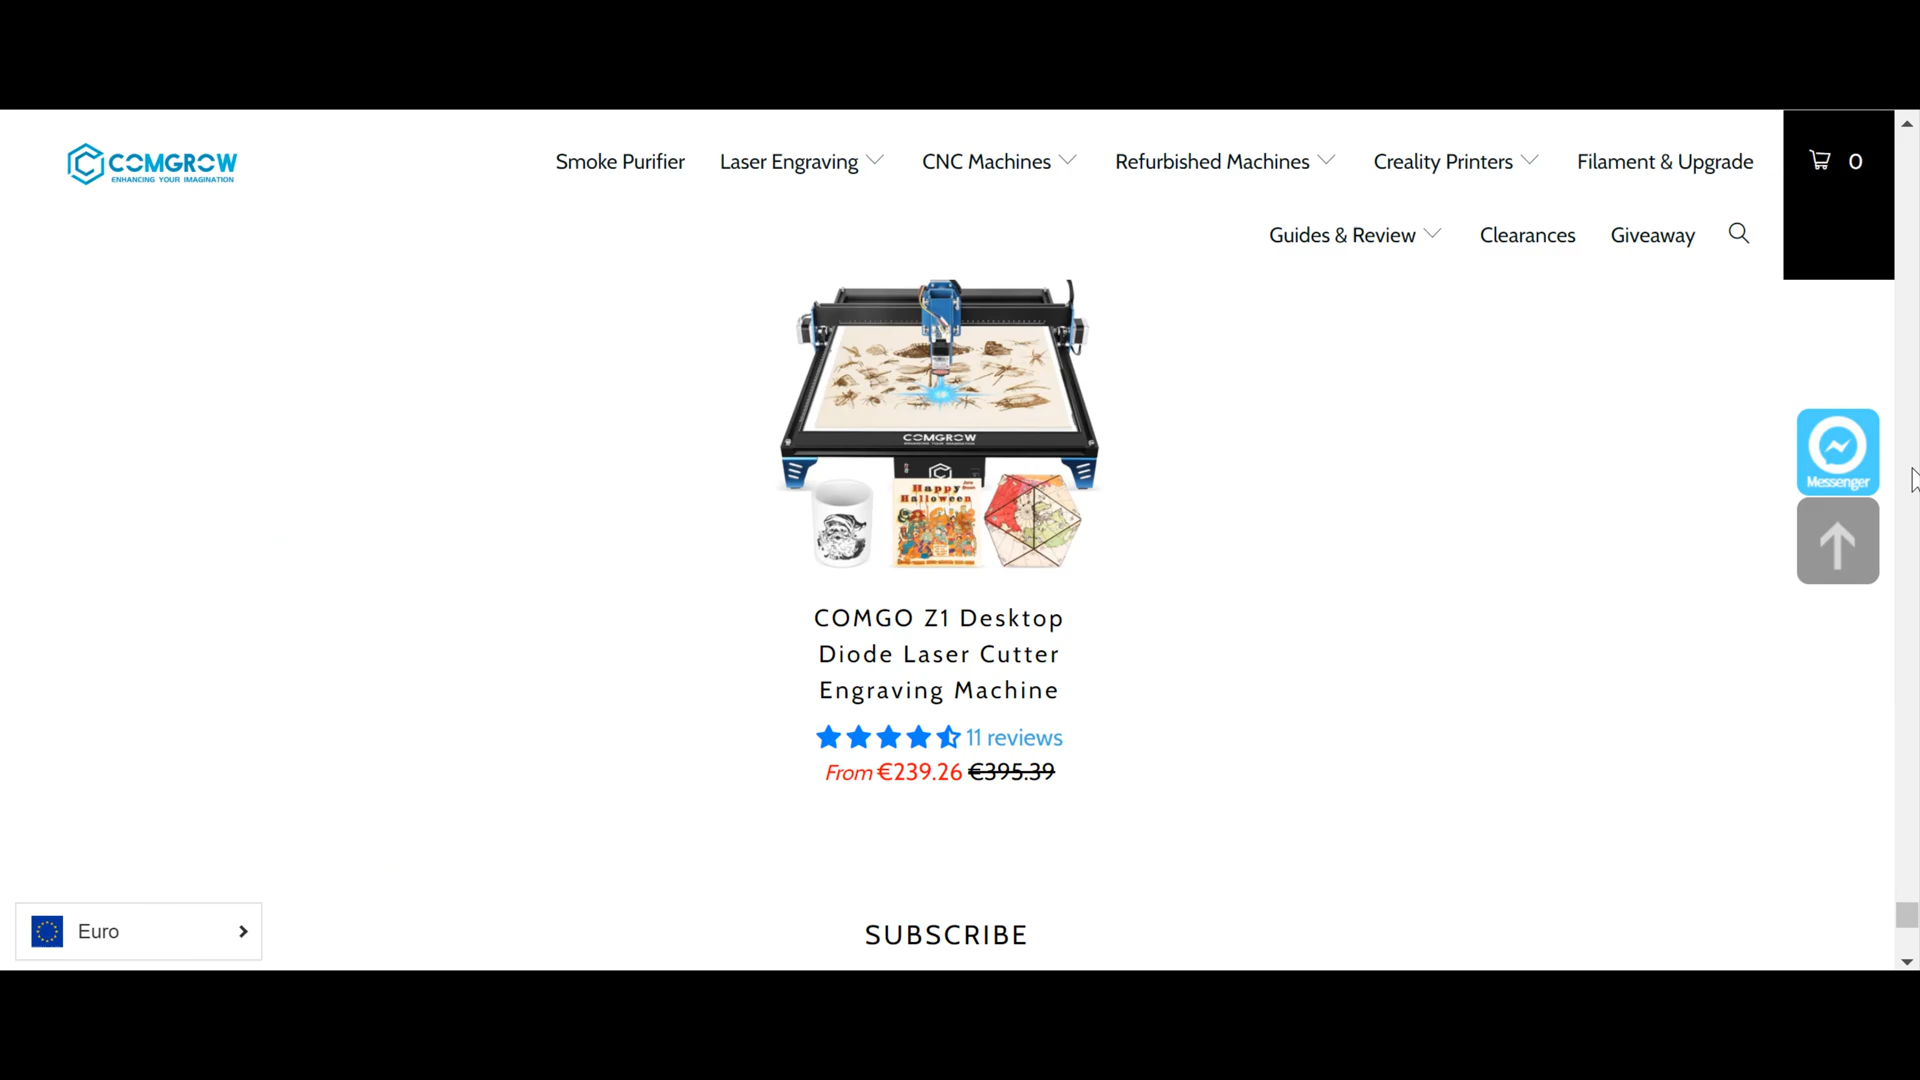 COMGROW
ENHANCING YOUR IMAGINATION
Smoke Purifier
Laser Engraving
CNC Machines
Refurbished Machines
Creality Printers
Filament & Upgrade
0
Guides & Review
Clearances
Giveaway
COMGROW
Happy
Halloween
Messenger
COMGO Z1 Desktop
Diode Laser Cutter
Engraving Machine
11 reviews
From €239.26 €395.39
Euro
SUBSCRIBE